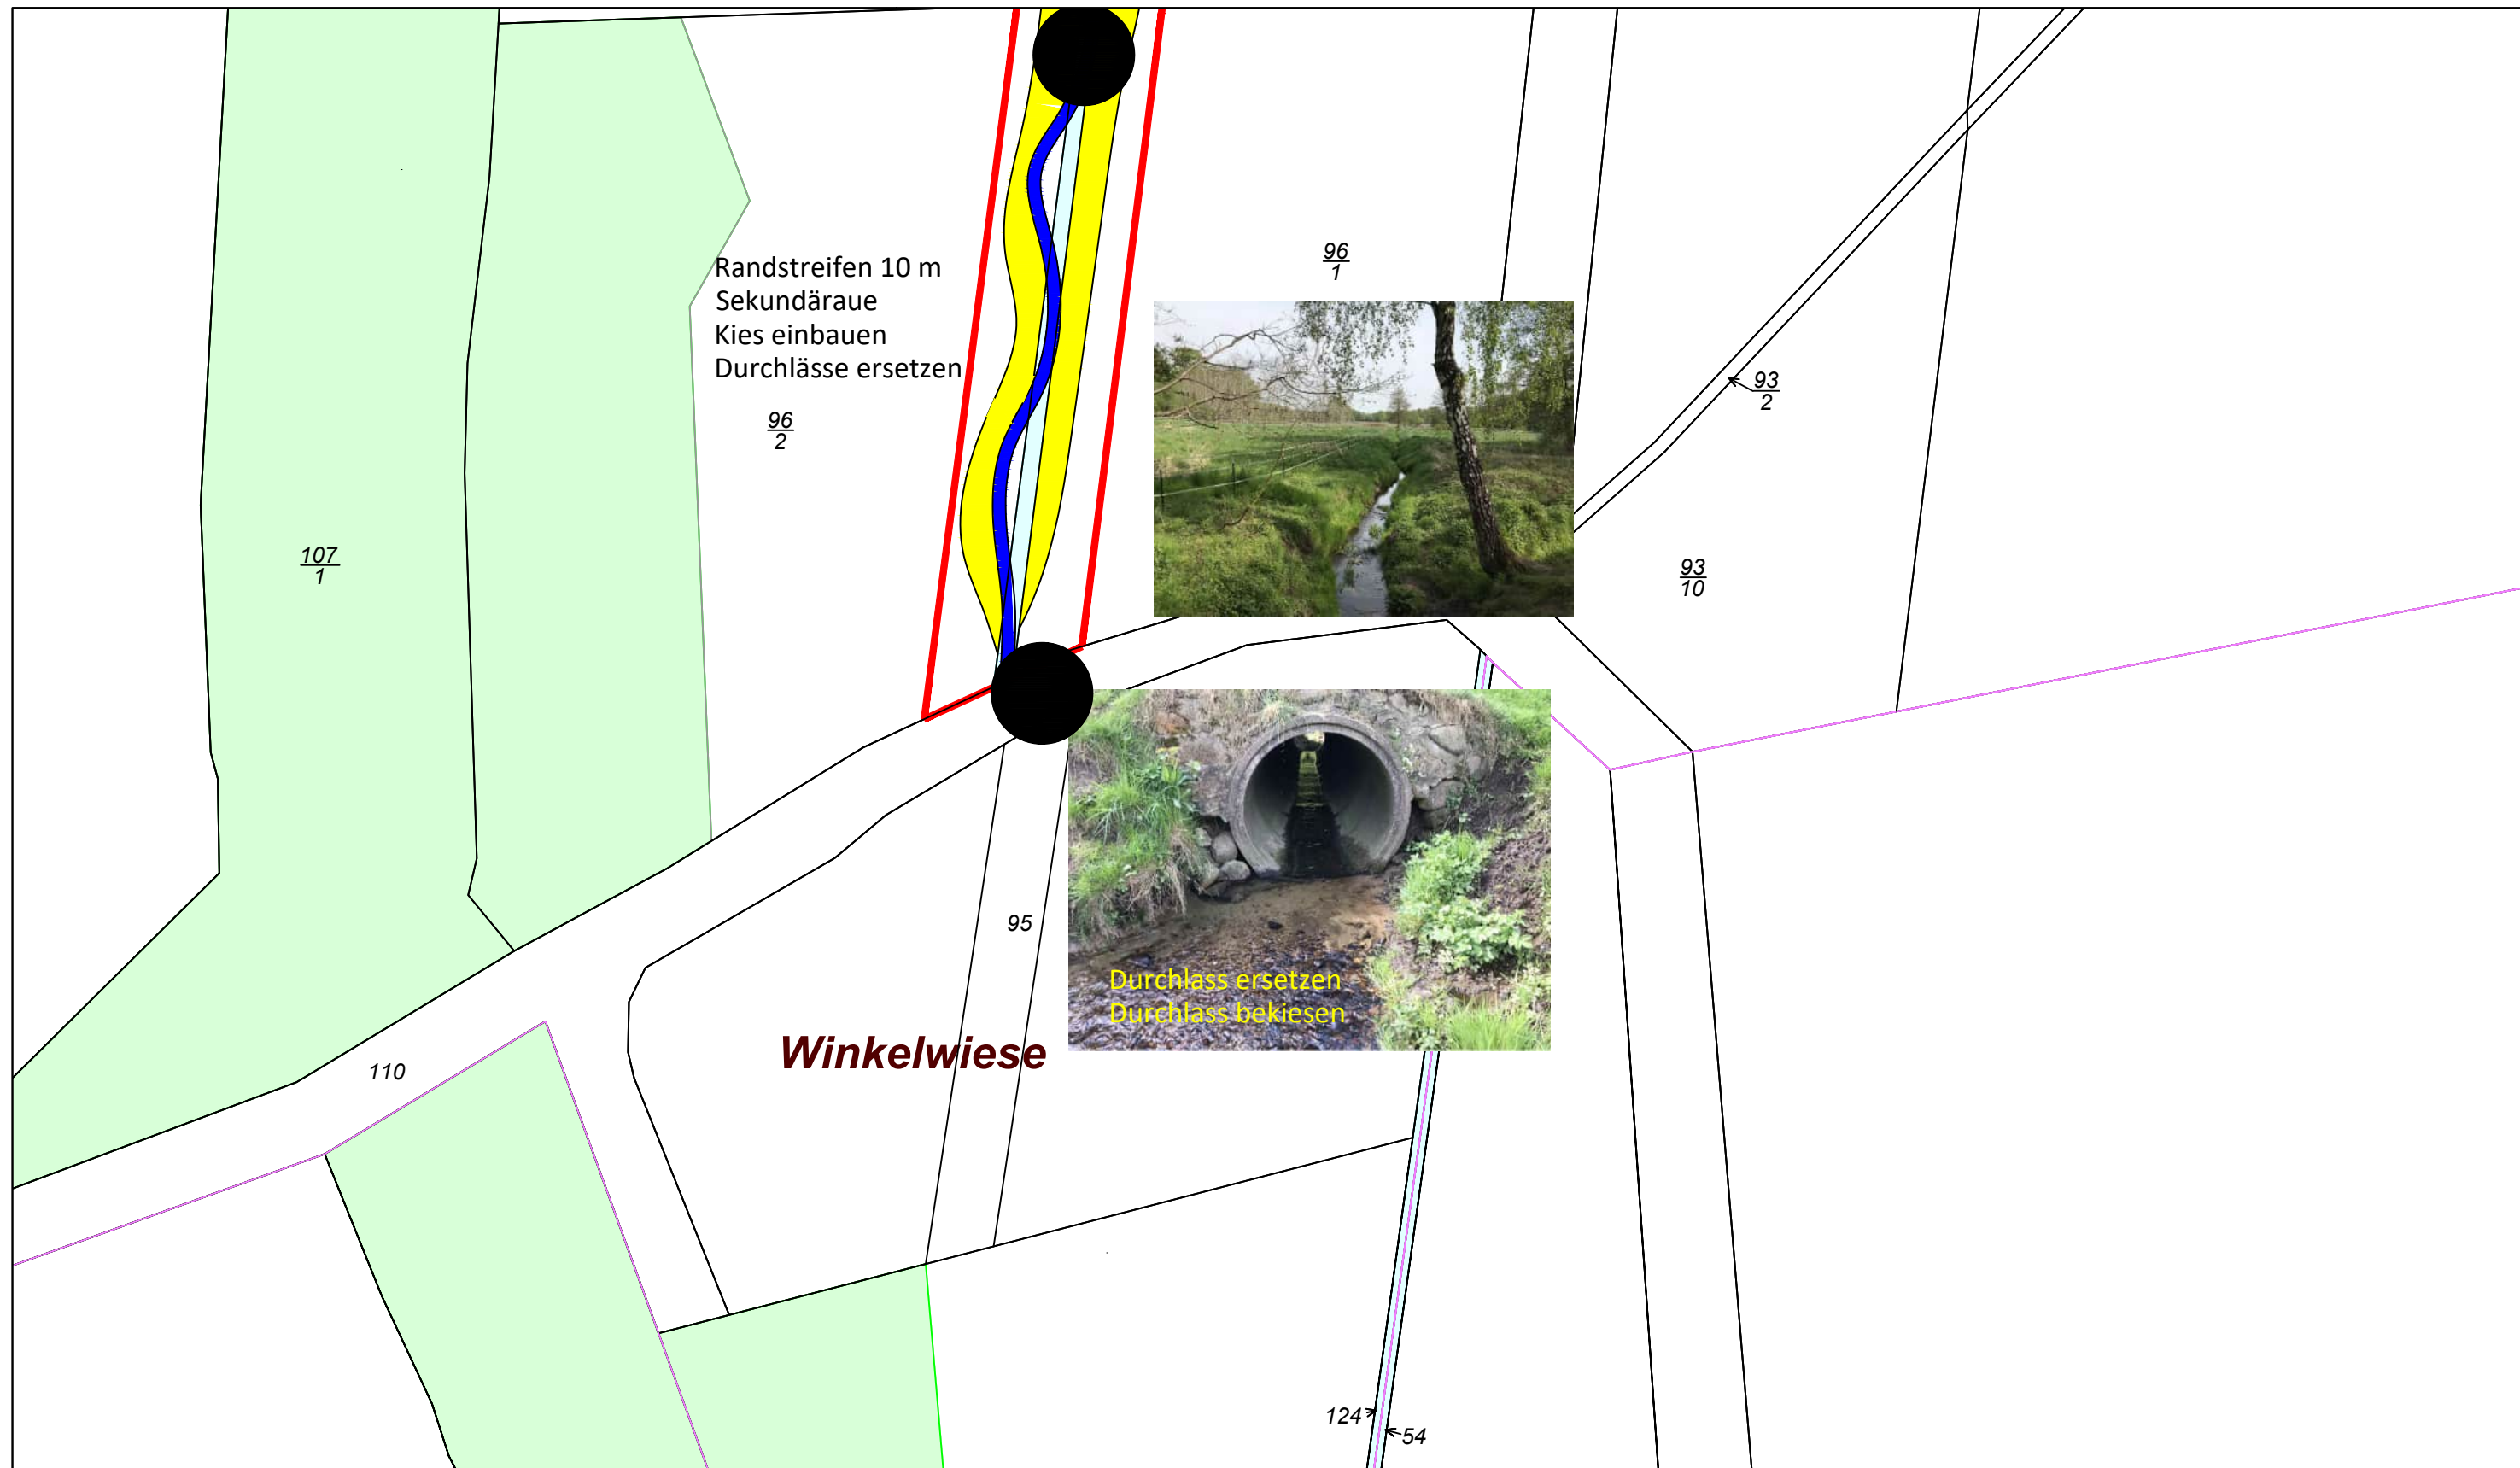 Randstreifen 10 m
Sekundäraue
Kies einbauen
Durchlässe ersetzen
96
1
96
2
93
2
107
1
93
10
95
Durchlass ersetzen
Durchlass bekiesen
Winkelwiese
110
124
54